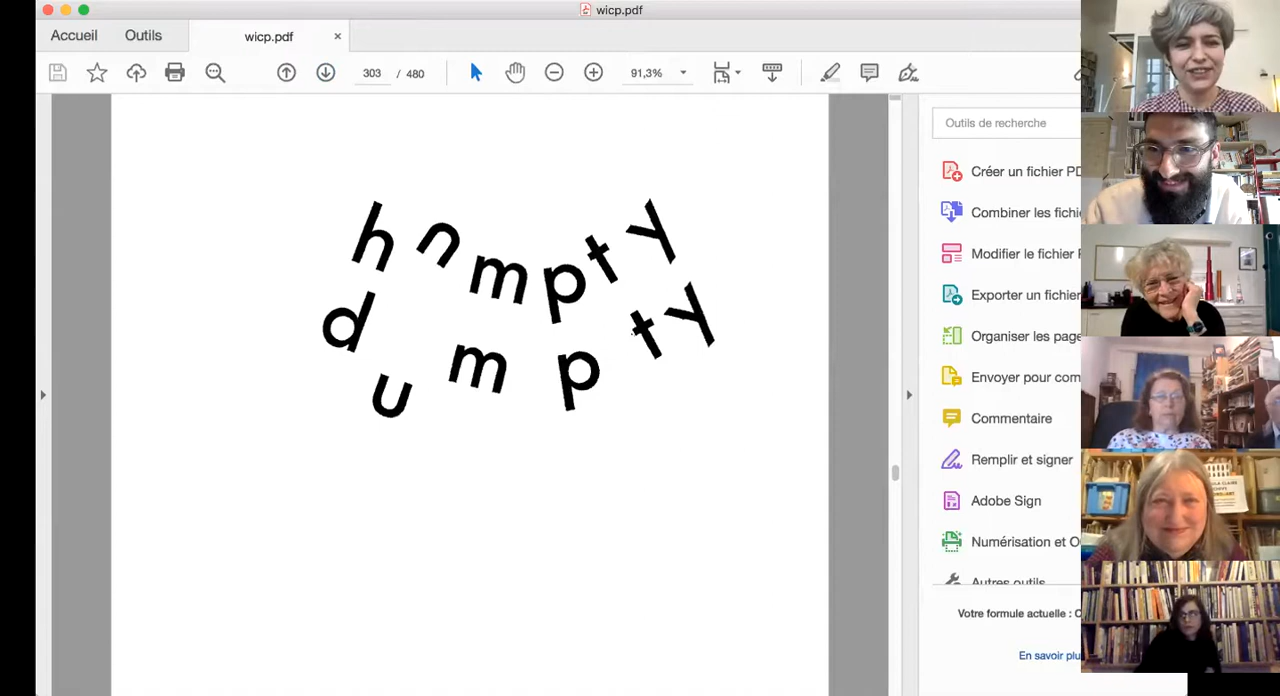 wicp.pdf
Accueil Outils wicp.pdf ×
303 / 480 91,3%
h n m p t y
d u m p t y
Outils de recherche
Créer un fichier PD
Combiner les fichie
Modifier le fichier P
Exporter un fichier
Organiser les page
Envoyer pour com
Commentaire
Remplir et signer
Adobe Sign
Numérisation et O
Autres outils
Votre formule actuelle : C
En savoir plu